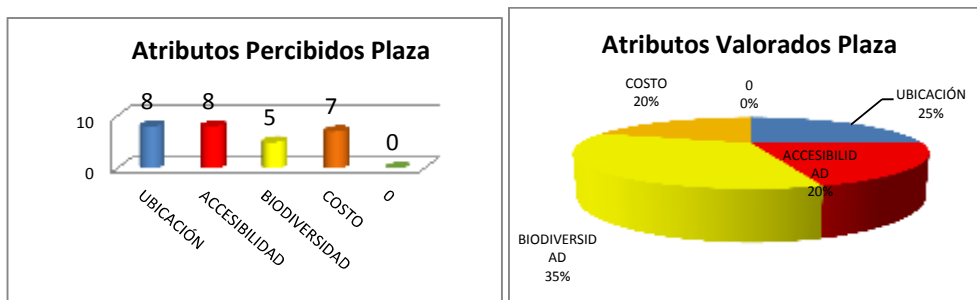 Atributos Percibidos Plaza
8
8
5
7
0
10
0
UBICACIÓN
ACCESIBILIDAD
BIODIVERSIDAD
COSTO
0
Atributos Valorados Plaza
COSTO
20%
0
0%
UBICACIÓN
25%
ACCESIBILID
AD
20%
BIODIVERSID
AD
35%